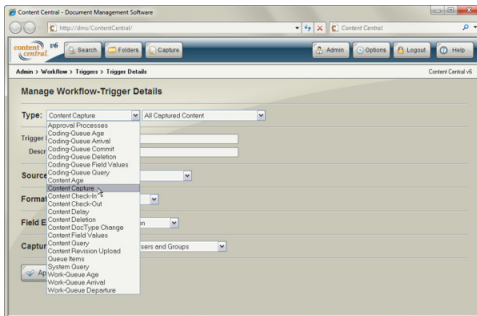 Content Central - Document Management Software
http://dms/ContentCentral/
Content Central
content central v6
Search
Folders
Capture
Admin
Options
Logout
Help
Admin > Workflow > Triggers > Trigger Details
Content Central v6
Manage Workflow-Trigger Details
Type: Content Capture All Captured Content
Approval Processes
Coding-Queue Age
Trigger
Coding-Queue Arrival
Coding-Queue Commit
Descr
Coding-Queue Deletion
Coding-Queue Field Values
Coding-Queue Query
Source
Content Age
Content Capture
Content Check-In
Format
Content Check-Out
Content Delay
Content Deletion
Field E
Content DocType Change
Content Field Values
Content Query
Captur
sers and Groups
Content Revision Upload
Queue Items
System Query
Ap
Work-Queue Age
Work-Queue Arrival
Work-Queue Departure